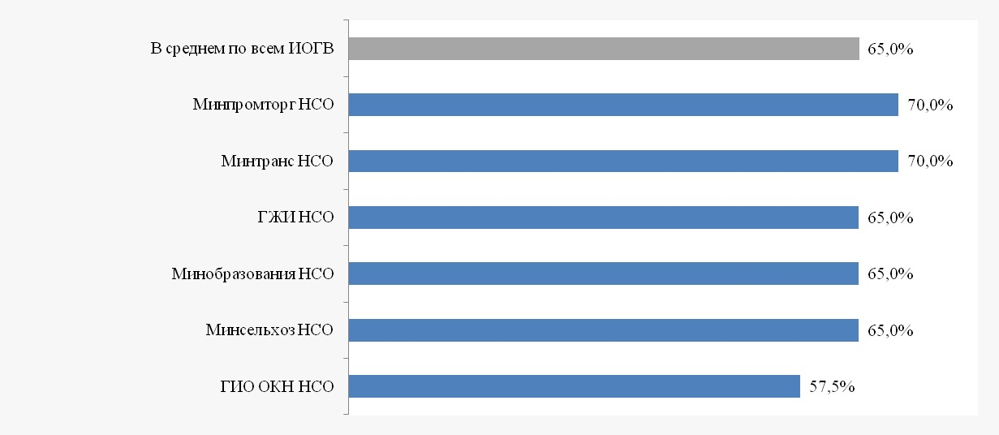 В среднем по всем ИОГВ 65,0%
Минпромторг НСО 70,0%
Минтранс НСО 70,0%
ГЖИ НСО 65,0%
Минобразования НСО 65,0%
Минсельхоз НСО 65,0%
ГИО ОКН НСО 57,5%